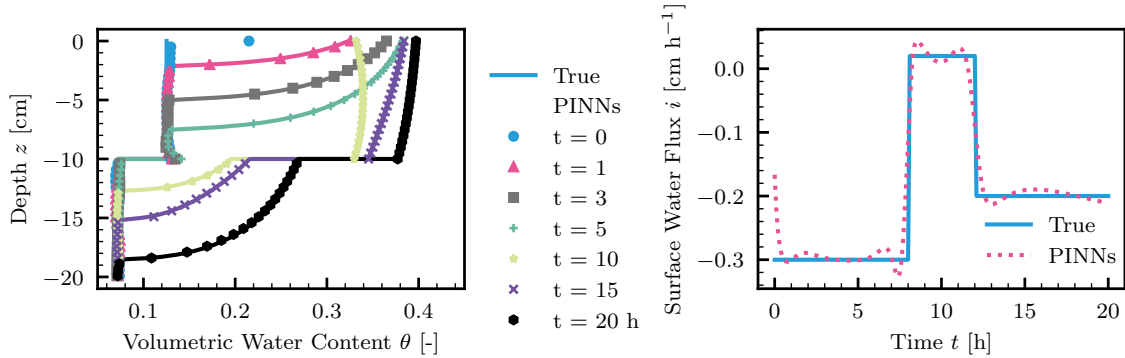 0
−5
−10
−15
−20
Depth z [cm]
0.1
0.2
0.3
0.4
Volumetric Water Content θ [-]
True
PINNs
t = 0
t = 1
t = 3
t = 5
t = 10
t = 15
t = 20 h
0.0
−0.1
−0.2
−0.3
Surface Water Flux i [cm h⁻¹]
True
PINNs
0
5
10
15
20
Time t [h]